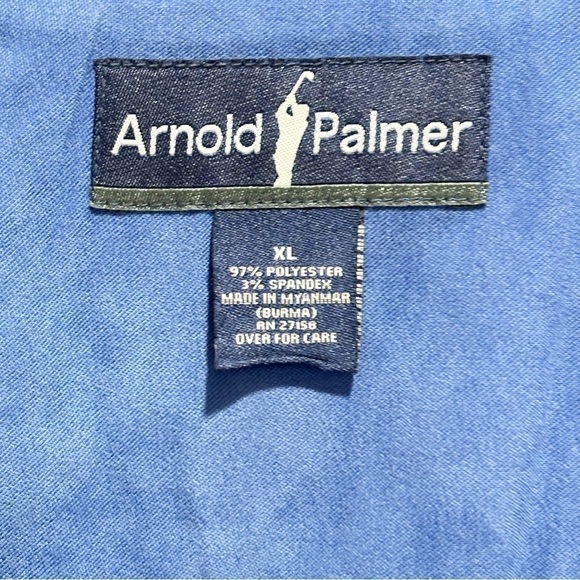 Arnold Palmer
XL
97% POLYESTER
3% SPANDEX
MADE IN MYANMAR
(BURMA)
RN 27158
OVER FOR CARE